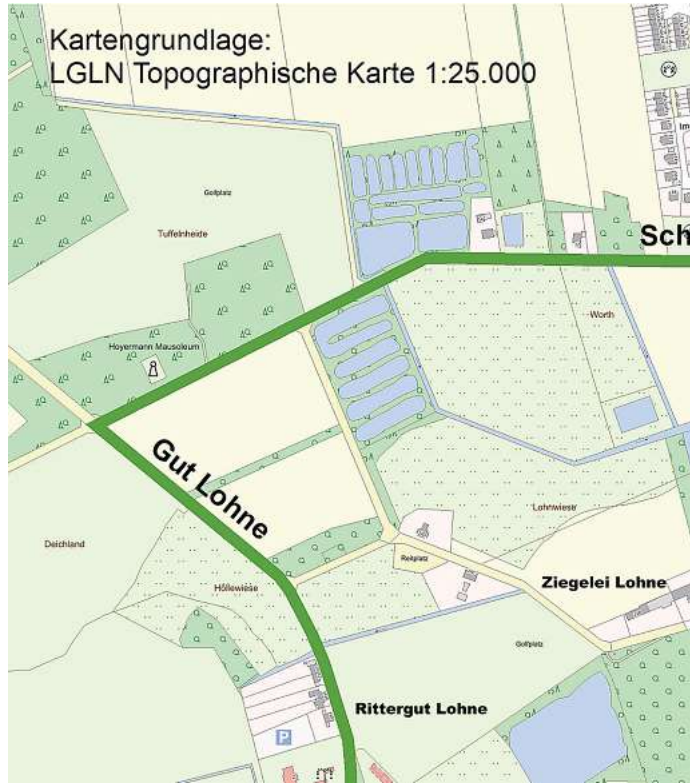 Kartengrundlage:
LGLN Topographische Karte 1:25.000
Golfplatz
Tuffelnheide
Sch
Worth
Hoyermann Mausoleum
Gut Lohne
Lohnwiese
Deichland
Reitplatz
Ziegelei Lohne
Höllewiese
Golfplatz
Rittergut Lohne
P